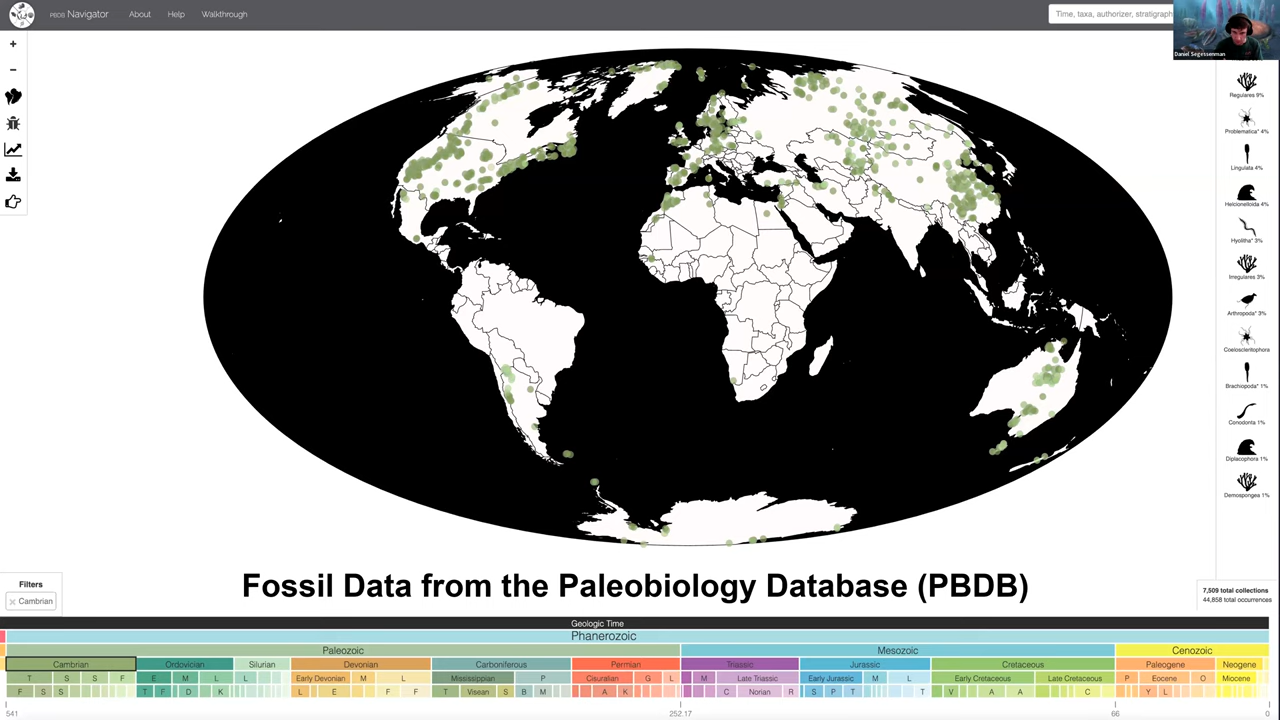 PBDB Navigator About Help Walkthrough
Time, taxa, authorizer, stratigraph
Daniel Segessenman
Regulares 9%
Problematica* 4%
Lingulata 4%
Helcionelloida 4%
Hyolitha* 3%
Irregulares 3%
Arthropoda* 3%
Coeloscleritophora
Brachiopoda* 1%
Conodonta 1%
Diplacophora 1%
Demospongea 1%
Filters
× Cambrian
Fossil Data from the Paleobiology Database (PBDB)
7,509 total collections
44,858 total occurrences
Geologic Time
Phanerozoic
Paleozoic Mesozoic Cenozoic
Cambrian Ordovician Silurian Devonian Carboniferous Permian Triassic Jurassic Cretaceous Paleogene Neogene
T S S F E M L L Early Devonian M L Mississippian P Cisuralian G L M Late Triassic Early Jurassic M L Early Cretaceous Late Cretaceous P Eocene O Miocene
F S S T F D K L E F F T Visean S B M A K C Norian R S P T T V A A C Y L
541 252.17 66 0